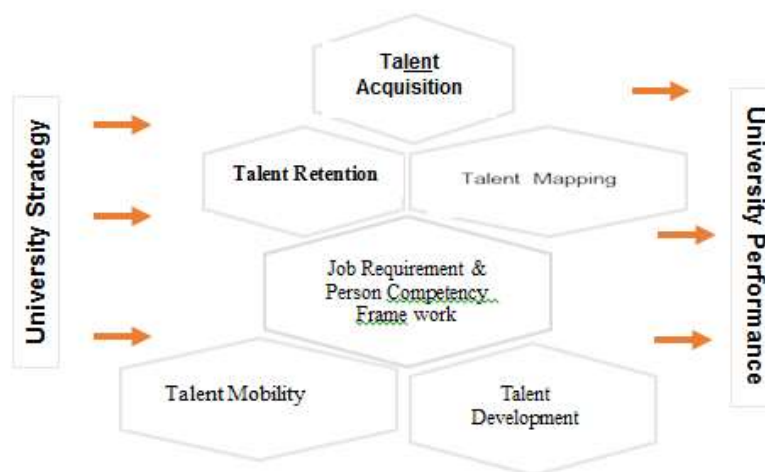 Talent
Acquisition
University Strategy
Talent Retention
Talent Mapping
University Performance
Job Requirement &
Person Competency
Frame work
Talent Mobility
Talent
Development